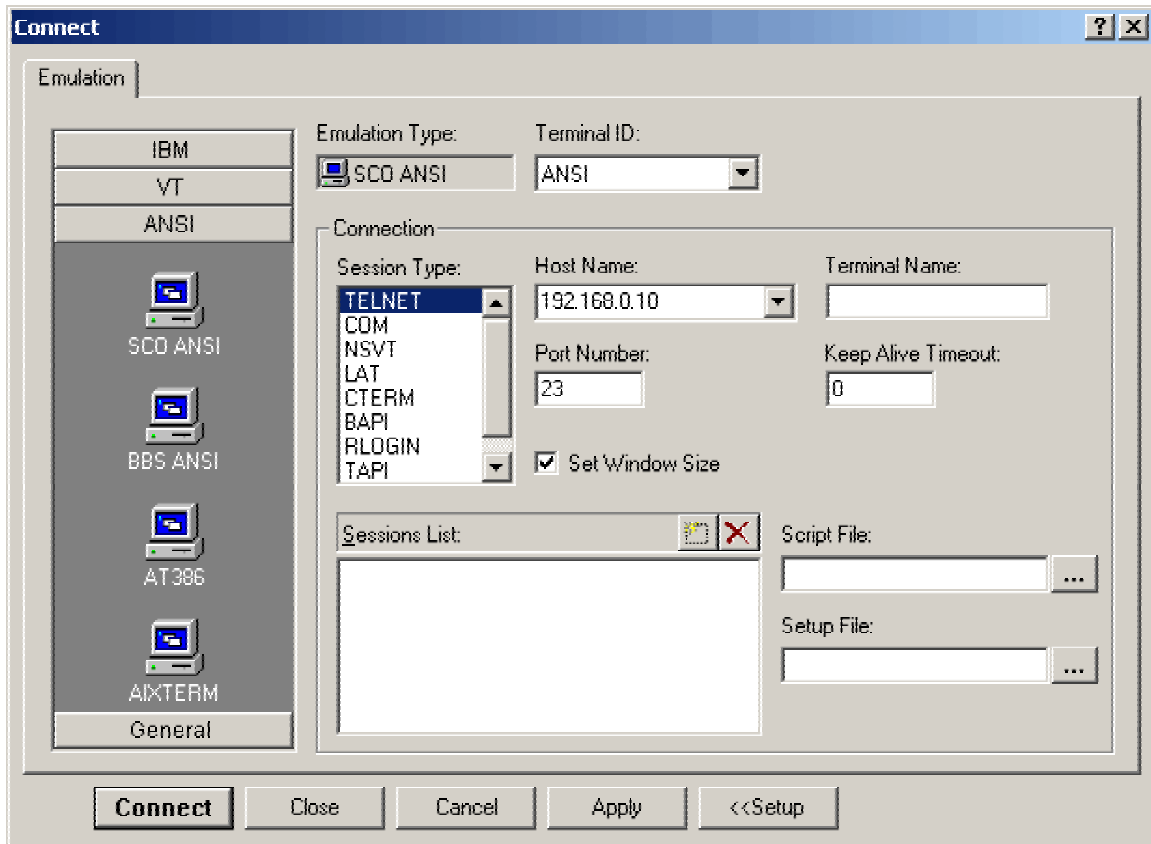 Connect
Emulation
IBM
VT
ANSI
SCO ANSI
BBS ANSI
AT386
AIXTERM
General
Emulation Type:
SCO ANSI
Terminal ID:
ANSI
Connection
Session Type:
TELNET
COM
NSVT
LAT
CTERM
BAPI
RLOGIN
TAPI
Host Name:
192.168.0.10
Terminal Name:
Port Number:
23
Keep Alive Timeout:
0
Set Window Size
Sessions List:
Script File:
...
Setup File:
...
Connect
Close
Cancel
Apply
<<Setup